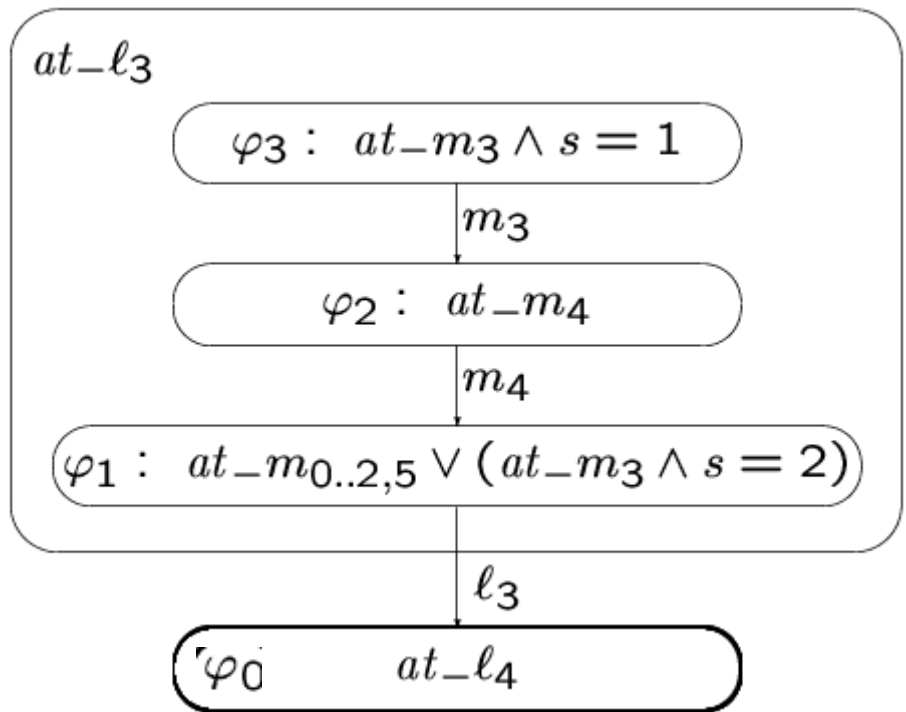 at_ℓ₃
φ₃ : at_m₃ ∧ s = 1
m₃
φ₂ : at_m₄
m₄
φ₁ : at_m₀..₂,₅ ∨ (at_m₃ ∧ s = 2)
ℓ₃
φ₀ at_ℓ₄